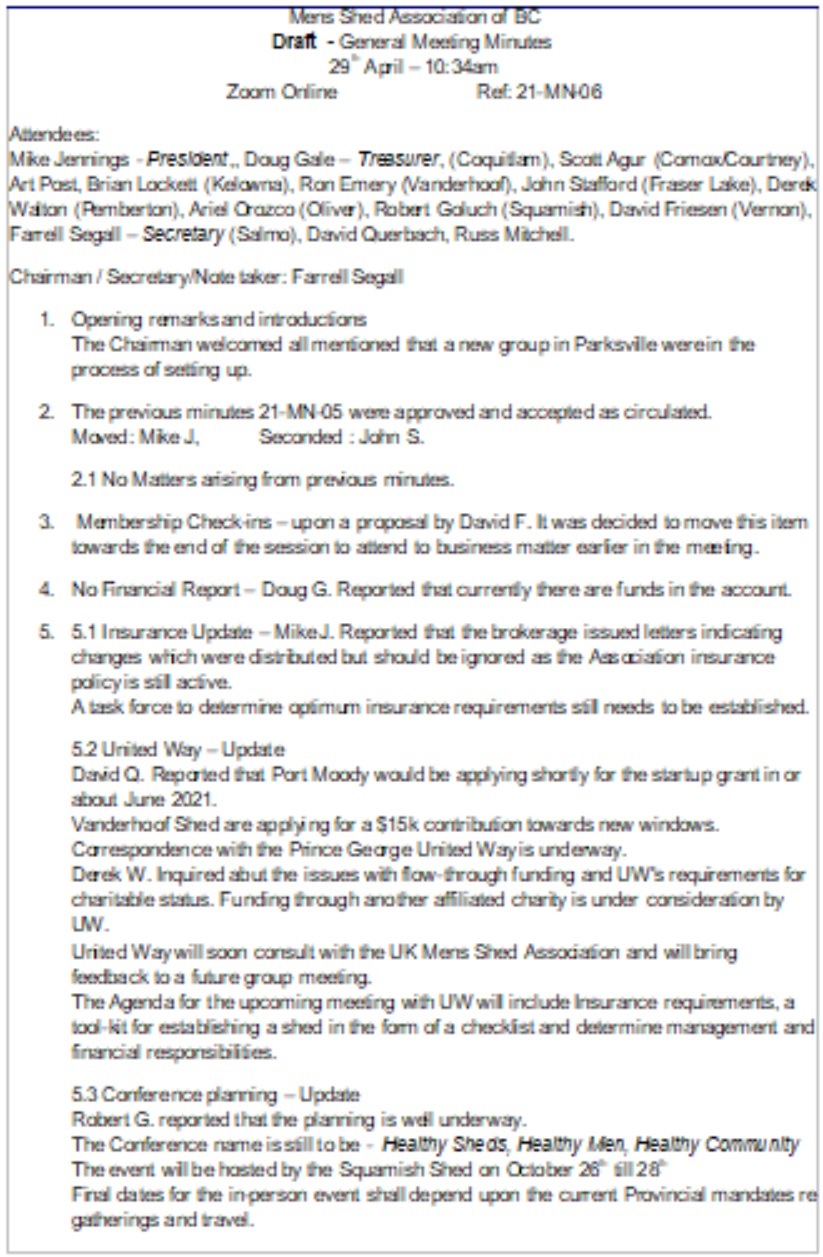 Mens Shed Association of BC
Draft - General Meeting Minutes
29th April – 10:34am
Zoom Online Ref: 21-MN-06
Attendees:
Mike Jennings - President,, Doug Gale – Treasurer, (Coquitlam), Scott Agur (Comox/Courtney),
Art Post, Brian Lockett (Kelowna), Ron Emery (Vanderhoof), John Stafford (Fraser Lake), Derek
Walton (Pemberton), Ariel Orozco (Oliver), Robert Goluch (Squamish), David Friesen (Vernon),
Farrell Segall – Secretary (Salmo), David Querbach, Russ Mitchell.
Chairman / Secretary/Note taker: Farrell Segall
1. Opening remarks and introductions
The Chairman welcomed all mentioned that a new group in Parksville were in the
process of setting up.
2. The previous minutes 21-MN-05 were approved and accepted as circulated.
Moved: Mike J, Seconded : John S.
2.1 No Matters arising from previous minutes.
3. Membership Check-ins – upon a proposal by David F. It was decided to move this item
towards the end of the session to attend to business matter earlier in the meeting.
4. No Financial Report – Doug G. Reported that currently there are funds in the account.
5. 5.1 Insurance Update – Mike J. Reported that the brokerage issued letters indicating
changes which were distributed but should be ignored as the Association insurance
policy is still active.
A task force to determine optimum insurance requirements still needs to be established.
5.2 United Way – Update
David Q. Reported that Port Moody would be applying shortly for the startup grant in or
about June 2021.
Vanderhoof Shed are applying for a $15k contribution towards new windows.
Correspondence with the Prince George United Way is underway.
Derek W. Inquired abut the issues with flow-through funding and UW's requirements for
charitable status. Funding through another affiliated charity is under consideration by
UW.
United Way will soon consult with the UK Mens Shed Association and will bring
feedback to a future group meeting.
The Agenda for the upcoming meeting with UW will include Insurance requirements, a
tool-kit for establishing a shed in the form of a checklist and determine management and
financial responsibilities.
5.3 Conference planning – Update
Robert G. reported that the planning is well underway.
The Conference name is still to be - Healthy Sheds, Healthy Men, Healthy Community
The event will be hosted by the Squamish Shed on October 26th till 28th
Final dates for the in-person event shall depend upon the current Provincial mandates re
gatherings and travel.